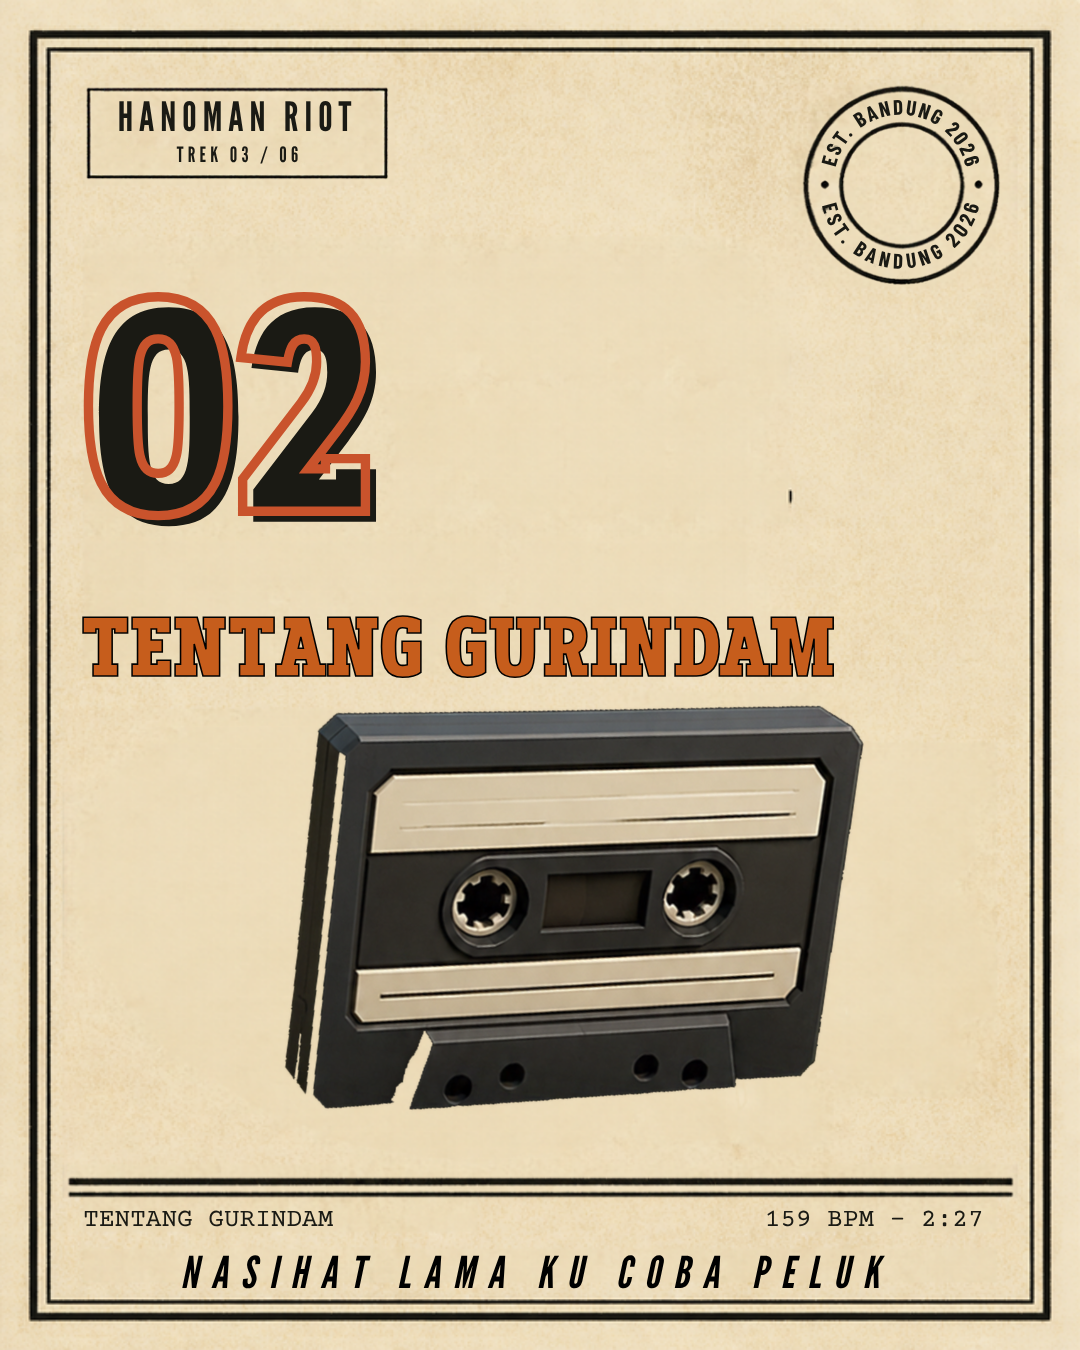 HANOMAN RIOT
TREK 03 / 06
EST. BANDUNG 2026
EST. BANDUNG 2026
02
TENTANG GURINDAM
TENTANG GURINDAM
159 BPM - 2:27
NASIHAT LAMA KU COBA PELUK